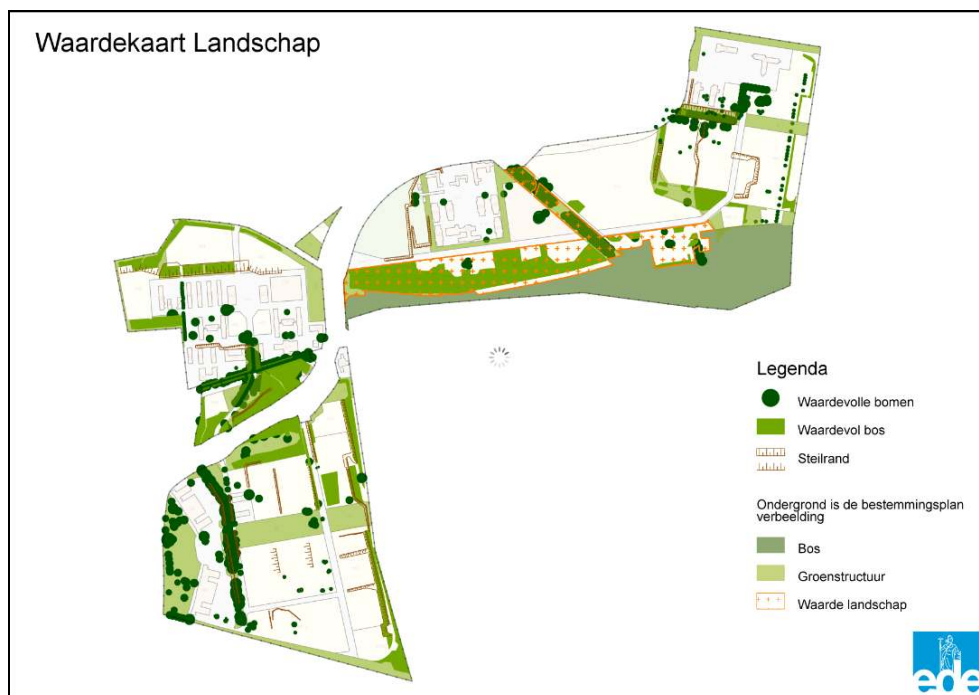 Waardekaart Landschap
Legenda
Waardevolle bomen
Waardevol bos
Steilrand
Ondergrond is de bestemmingsplan
verbeelding
Bos
Groenstructuur
Waarde landschap
ede